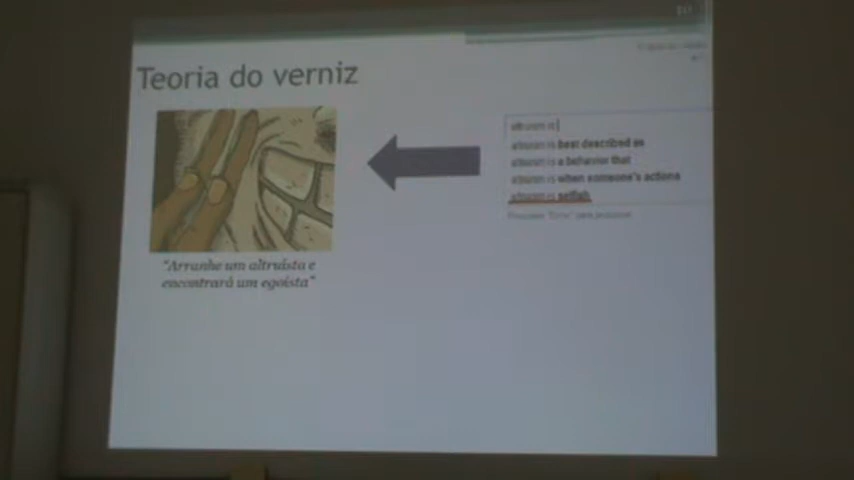 Teoria do verniz
altruism is
altruism is best described as
altruism is a behavior that
altruism is when someone's actions
altruism is selfish
"Arranhe um altruísta e
encontrará um egoísta"